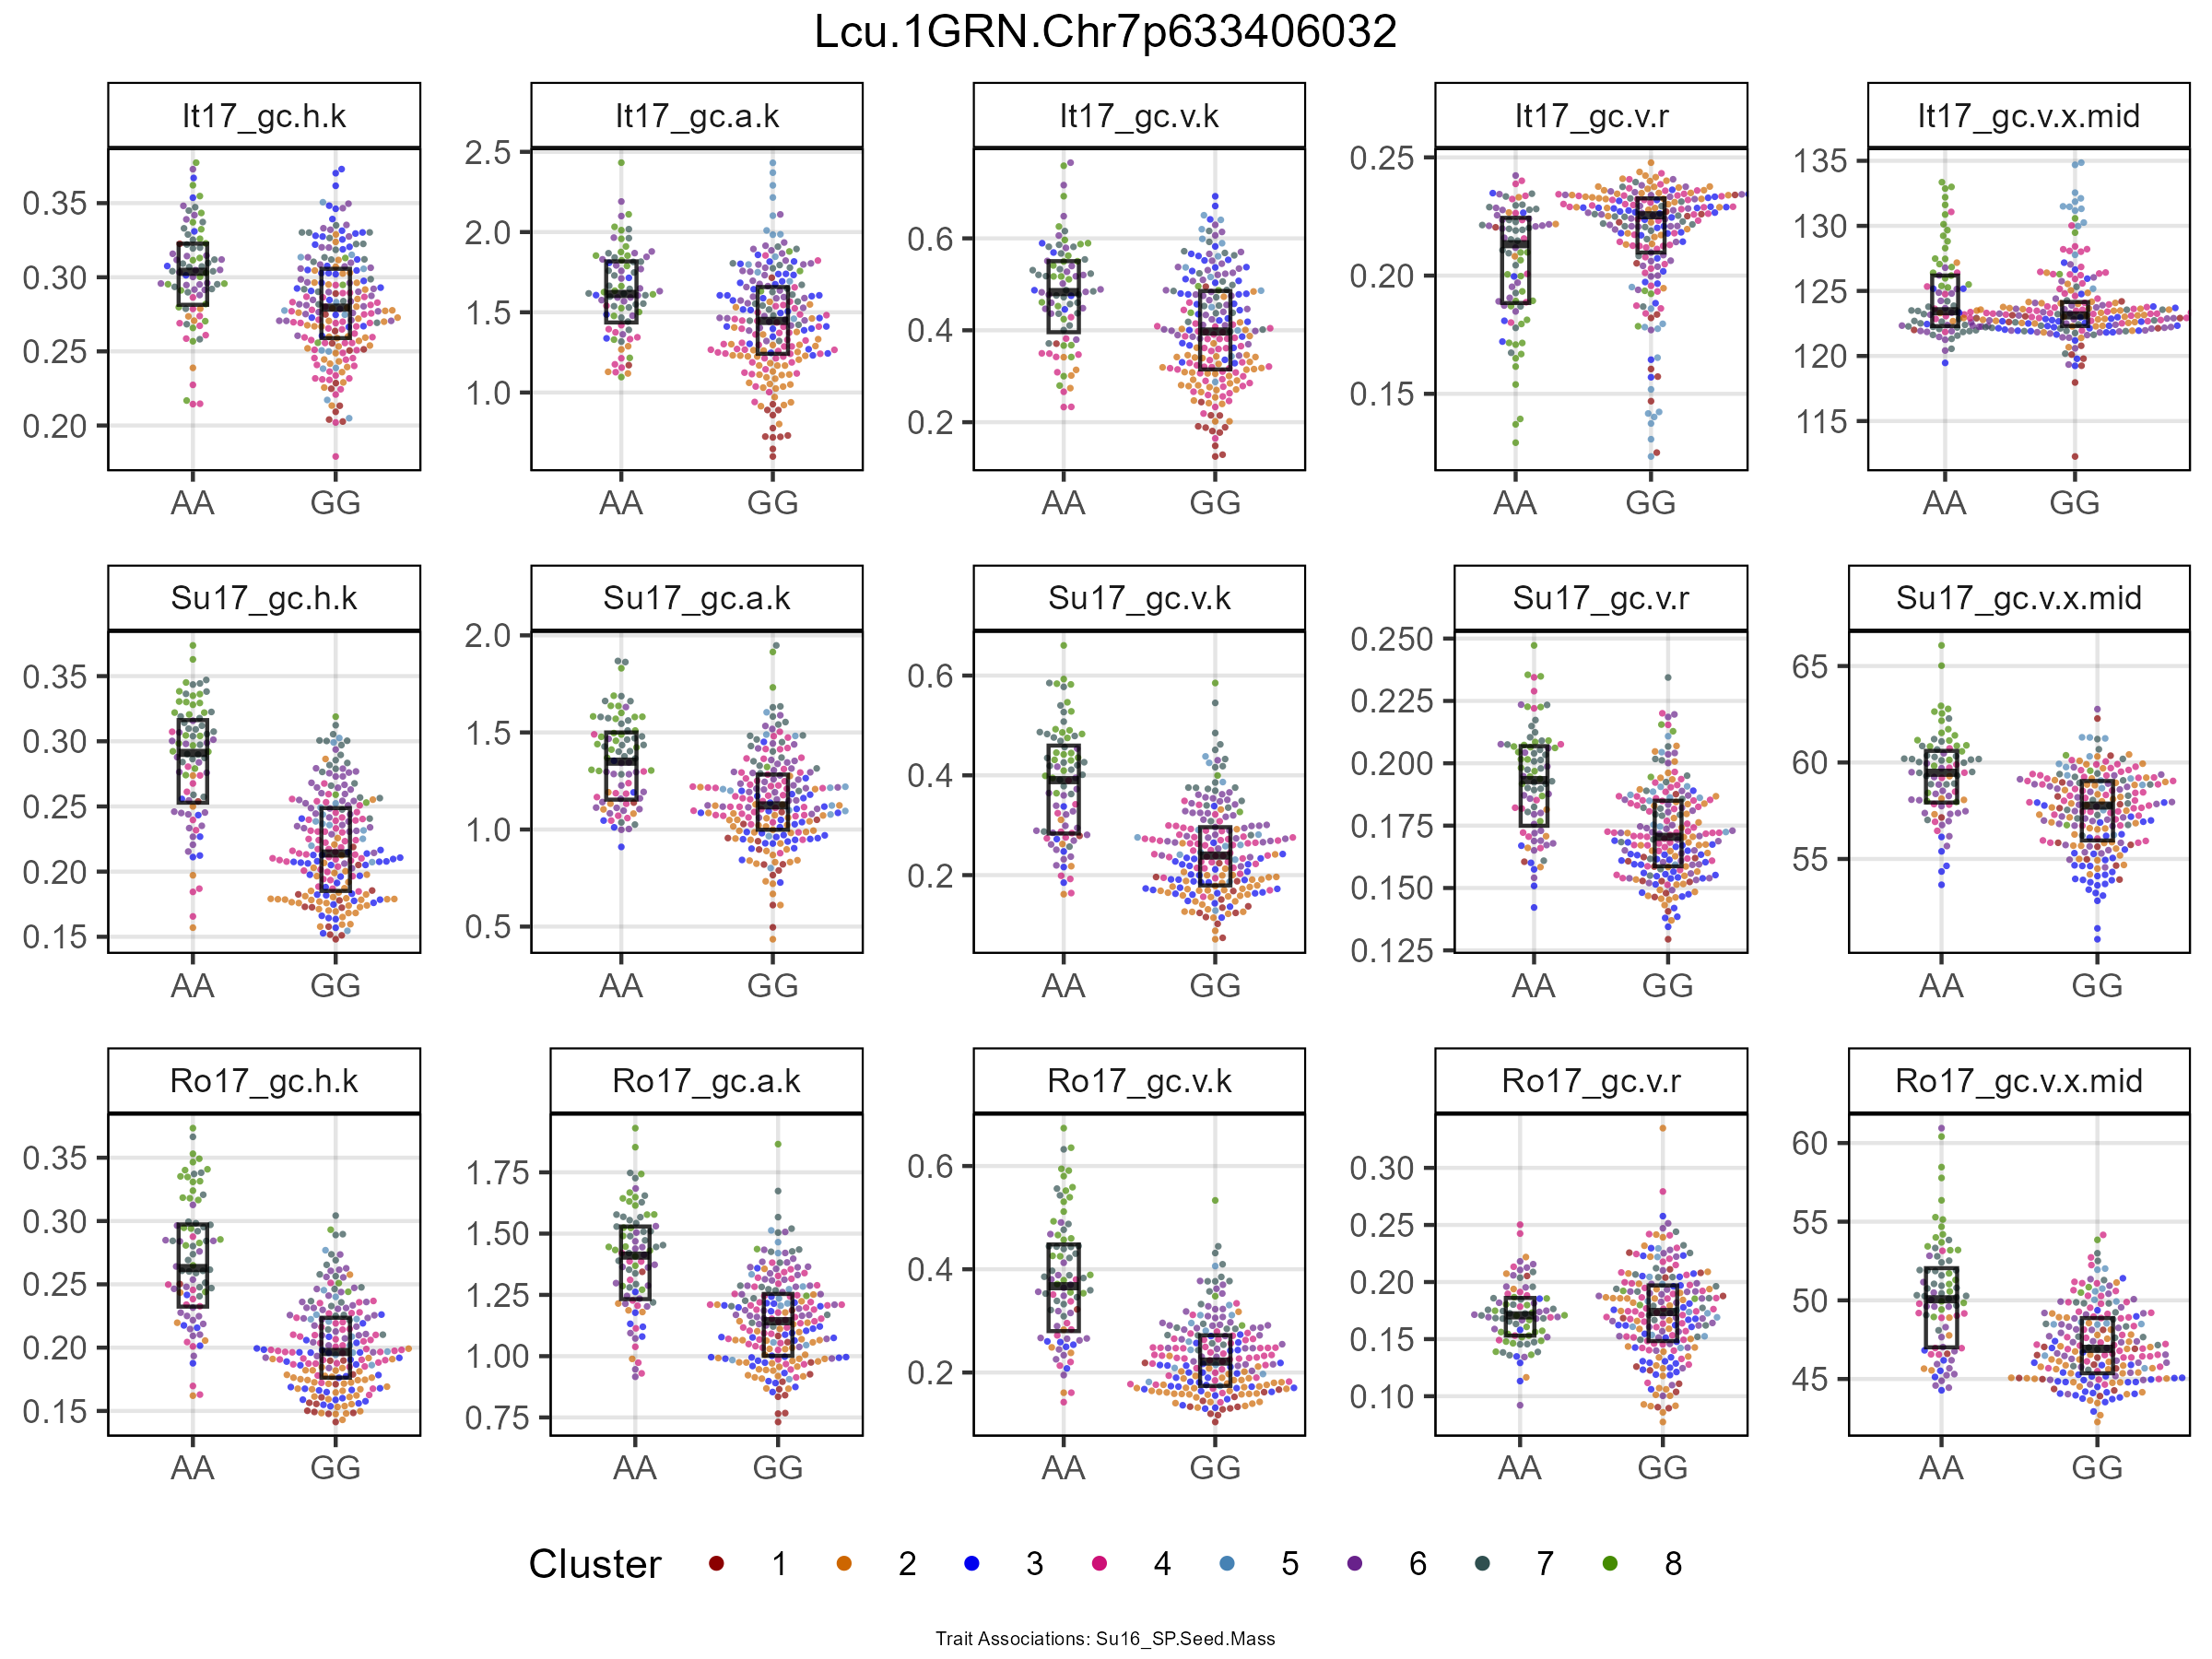 Lcu.1GRN.Chr7p633406032
It17_gc.h.k It17_gc.a.k It17_gc.v.k It17_gc.v.r It17_gc.v.x.mid
0.35 0.30 0.25 0.20
2.5 2.0 1.5 1.0
0.6 0.4 0.2
0.25 0.20 0.15
135 130 125 120 115
AA GG AA GG AA GG AA GG AA GG
Su17_gc.h.k Su17_gc.a.k Su17_gc.v.k Su17_gc.v.r Su17_gc.v.x.mid
0.35 0.30 0.25 0.20 0.15
2.0 1.5 1.0 0.5
0.6 0.4 0.2
0.250 0.225 0.200 0.175 0.150 0.125
65 60 55
AA GG AA GG AA GG AA GG AA GG
Ro17_gc.h.k Ro17_gc.a.k Ro17_gc.v.k Ro17_gc.v.r Ro17_gc.v.x.mid
0.35 0.30 0.25 0.20 0.15
1.75 1.50 1.25 1.00 0.75
0.6 0.4 0.2
0.30 0.25 0.20 0.15 0.10
60 55 50 45
AA GG AA GG AA GG AA GG AA GG
Cluster 1 2 3 4 5 6 7 8
Trait Associations: Su16_SP.Seed.Mass